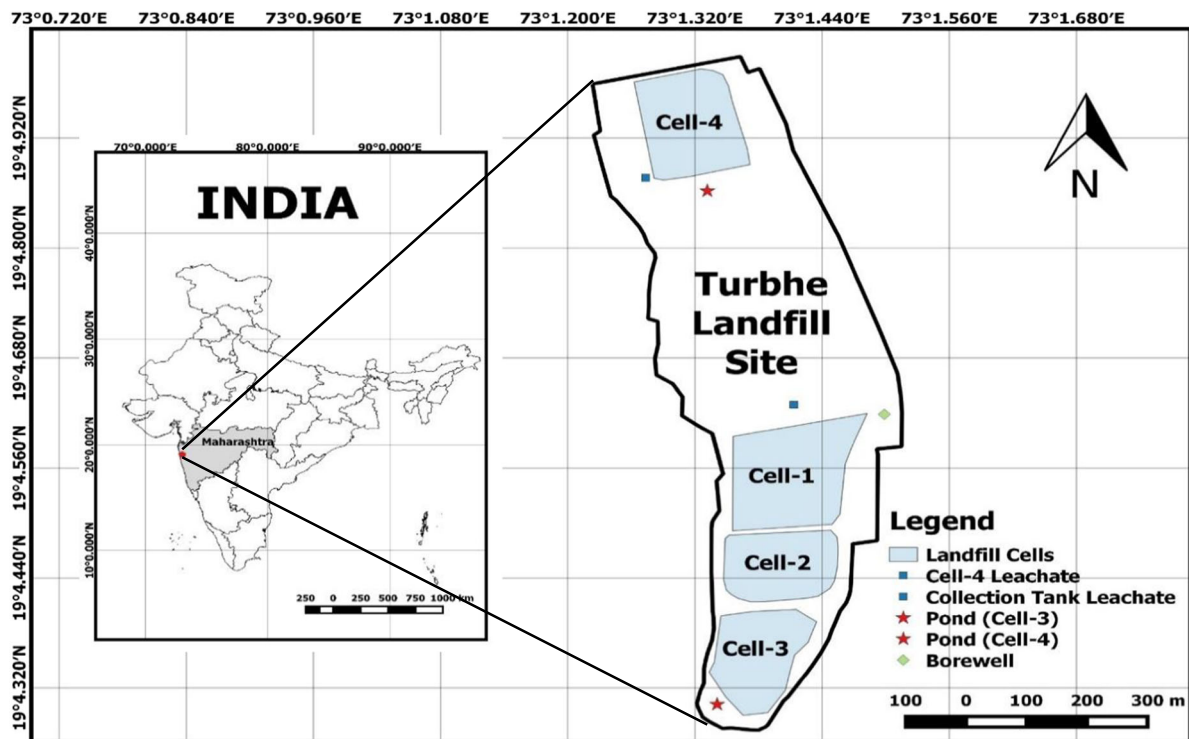 73°0.720'E 73°0.840'E 73°0.960'E 73°1.080'E 73°1.200'E 73°1.320'E 73°1.440'E 73°1.560'E 73°1.680'E
19°4.920'N
19°4.800'N
19°4.680'N
19°4.560'N
19°4.440'N
19°4.320'N
70°0.000'E 80°0.000'E 90°0.000'E
INDIA
40°0.000'N
30°0.000'N
20°0.000'N
10°0.000'N
Maharashtra
250 0 250 500 750 1000 km
Cell-4
Turbhe
Landfill
Site
Cell-1
Cell-2
Cell-3
N
Legend
Landfill Cells
Cell-4 Leachate
Collection Tank Leachate
Pond (Cell-3)
Pond (Cell-4)
Borewell
100 0 100 200 300 m